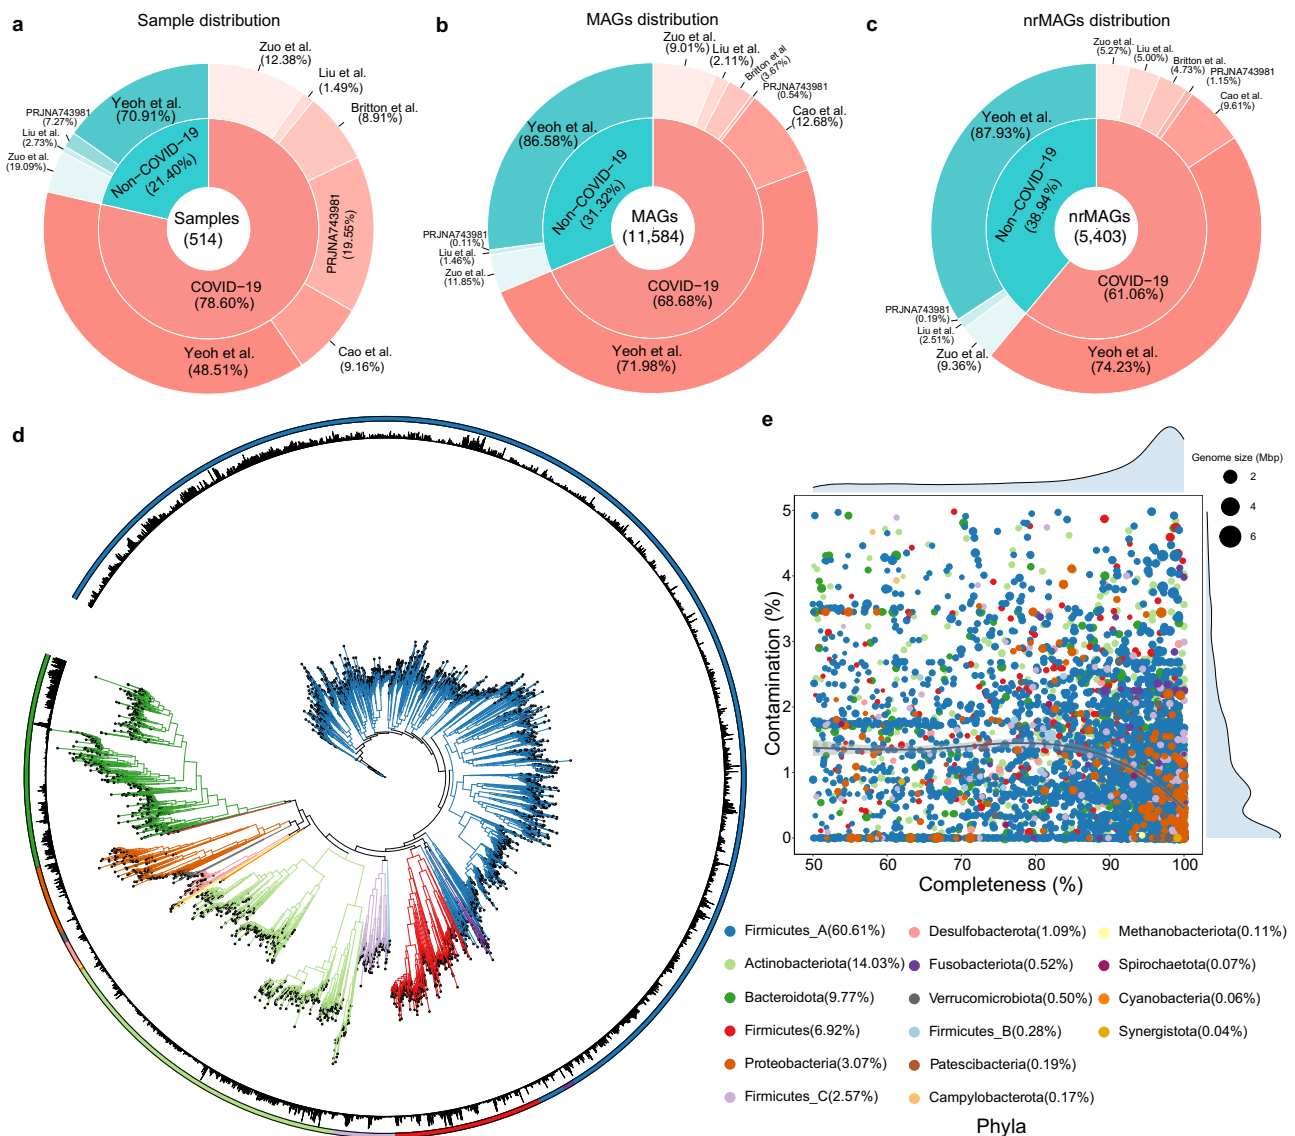 a
Sample distribution
Zuo et al.
(12.38%)
Liu et al.
(1.49%)
Britton et al.
(8.91%)
PRJNA743981
(19.55%)
Cao et al.
(9.16%)
Yeoh et al.
(48.51%)
COVID−19
(78.60%)
Samples
(514)
Non−COVID−19
(21.40%)
Yeoh et al.
(70.91%)
PRJNA743981
(7.27%)
Liu et al.
(2.73%)
Zuo et al.
(19.09%)
b
MAGs distribution
Zuo et al.
(9.01%)
Liu et al.
(2.11%)
Britton et al
(3.67%)
PRJNA743981
(0.54%)
Cao et al.
(12.68%)
Yeoh et al.
(86.58%)
Non−COVID−19
(31.32%)
MAGs
(11,584)
COVID−19
(68.68%)
Yeoh et al.
(71.98%)
PRJNA743981
(0.11%)
Liu et al.
(1.46%)
Zuo et al.
(11.85%)
c
nrMAGs distribution
Zuo et al.
(5.27%)
Liu et al.
(5.00%)
Britton et al.
(4.73%)
PRJNA743981
(1.15%)
Cao et al.
(9.61%)
Yeoh et al.
(87.93%)
Non−COVID−19
(38.94%)
nrMAGs
(5,403)
COVID−19
(61.06%)
Yeoh et al.
(74.23%)
PRJNA743981
(0.19%)
Liu et al.
(2.51%)
Zuo et al.
(9.36%)
d
e
Genome size (Mbp)
2
4
6
Contamination (%)
5
4
3
2
1
0
50 60 70 80 90 100
Completeness (%)
Firmicutes_A(60.61%)
Actinobacteriota(14.03%)
Bacteroidota(9.77%)
Firmicutes(6.92%)
Proteobacteria(3.07%)
Firmicutes_C(2.57%)
Desulfobacterota(1.09%)
Fusobacteriota(0.52%)
Verrucomicrobiota(0.50%)
Firmicutes_B(0.28%)
Patescibacteria(0.19%)
Campylobacterota(0.17%)
Methanobacteriota(0.11%)
Spirochaetota(0.07%)
Cyanobacteria(0.06%)
Synergistota(0.04%)
Phyla